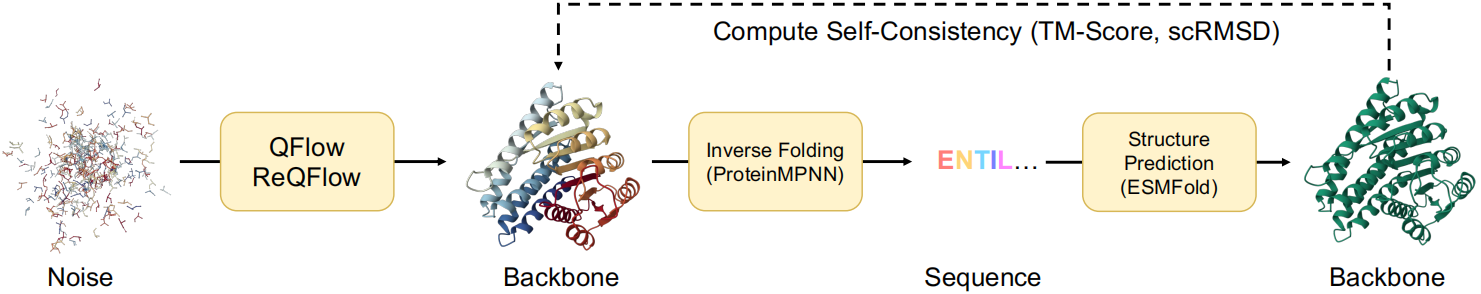 Compute Self-Consistency (TM-Score, scRMSD)
QFlow
ReQFlow
Inverse Folding
(ProteinMPNN)
ENTIL...
Structure
Prediction
(ESMFold)
Noise
Backbone
Sequence
Backbone